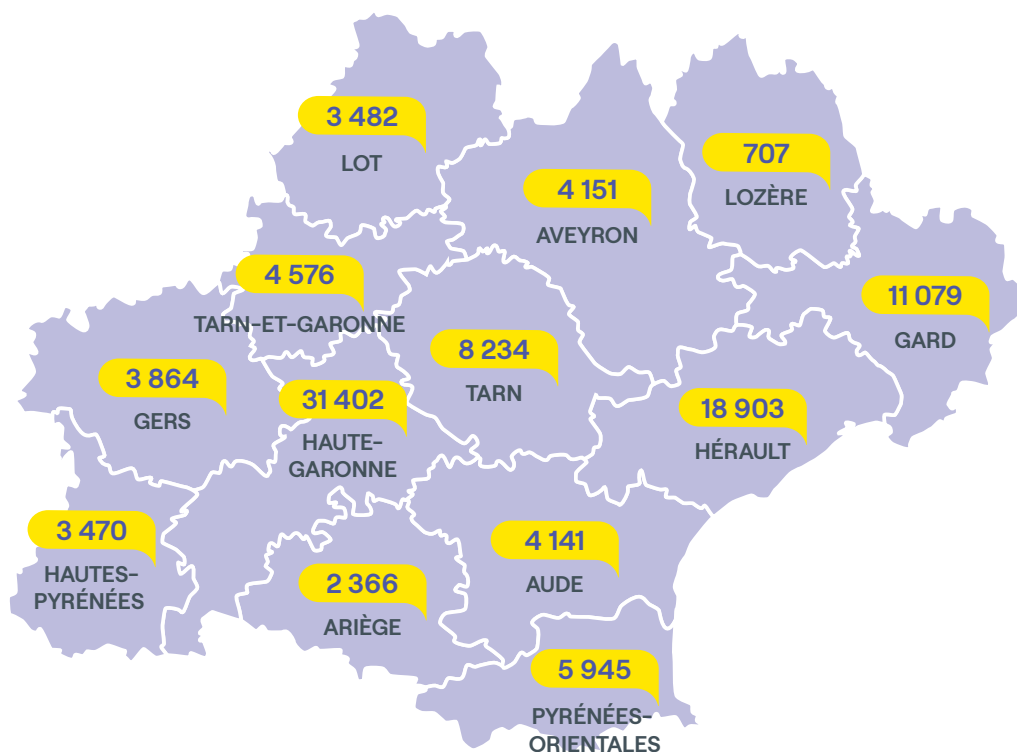 3 482
LOT
707
LOZÈRE
4 151
AVEYRON
4 576
TARN-ET-GARONNE
11 079
GARD
8 234
TARN
3 864
GERS
31 402
HAUTE-
GARONNE
18 903
HÉRAULT
3 470
HAUTES-
PYRÉNÉES
4 141
AUDE
2 366
ARIÈGE
5 945
PYRÉNÉES-
ORIENTALES